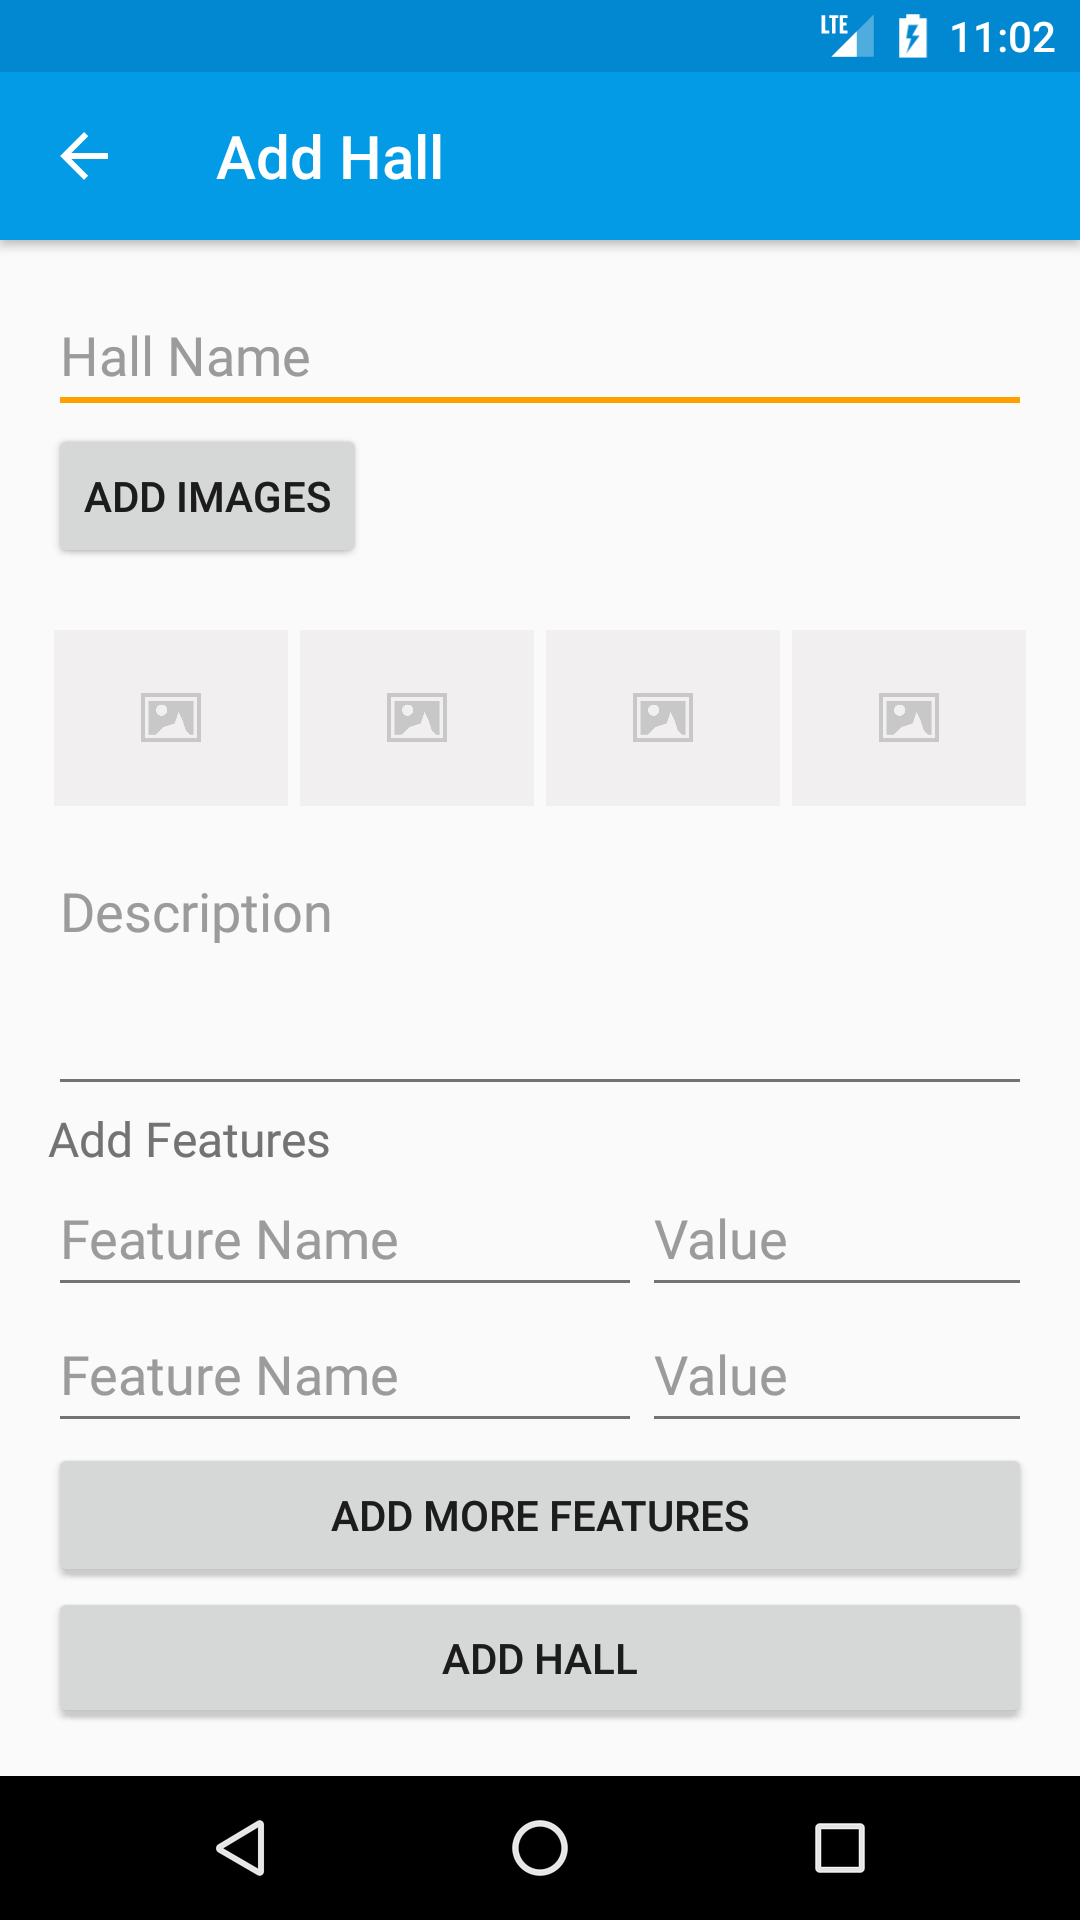 LTE 11:02
Add Hall
Hall Name
ADD IMAGES
Description
Add Features
Feature Name Value
Feature Name Value
ADD MORE FEATURES
ADD HALL